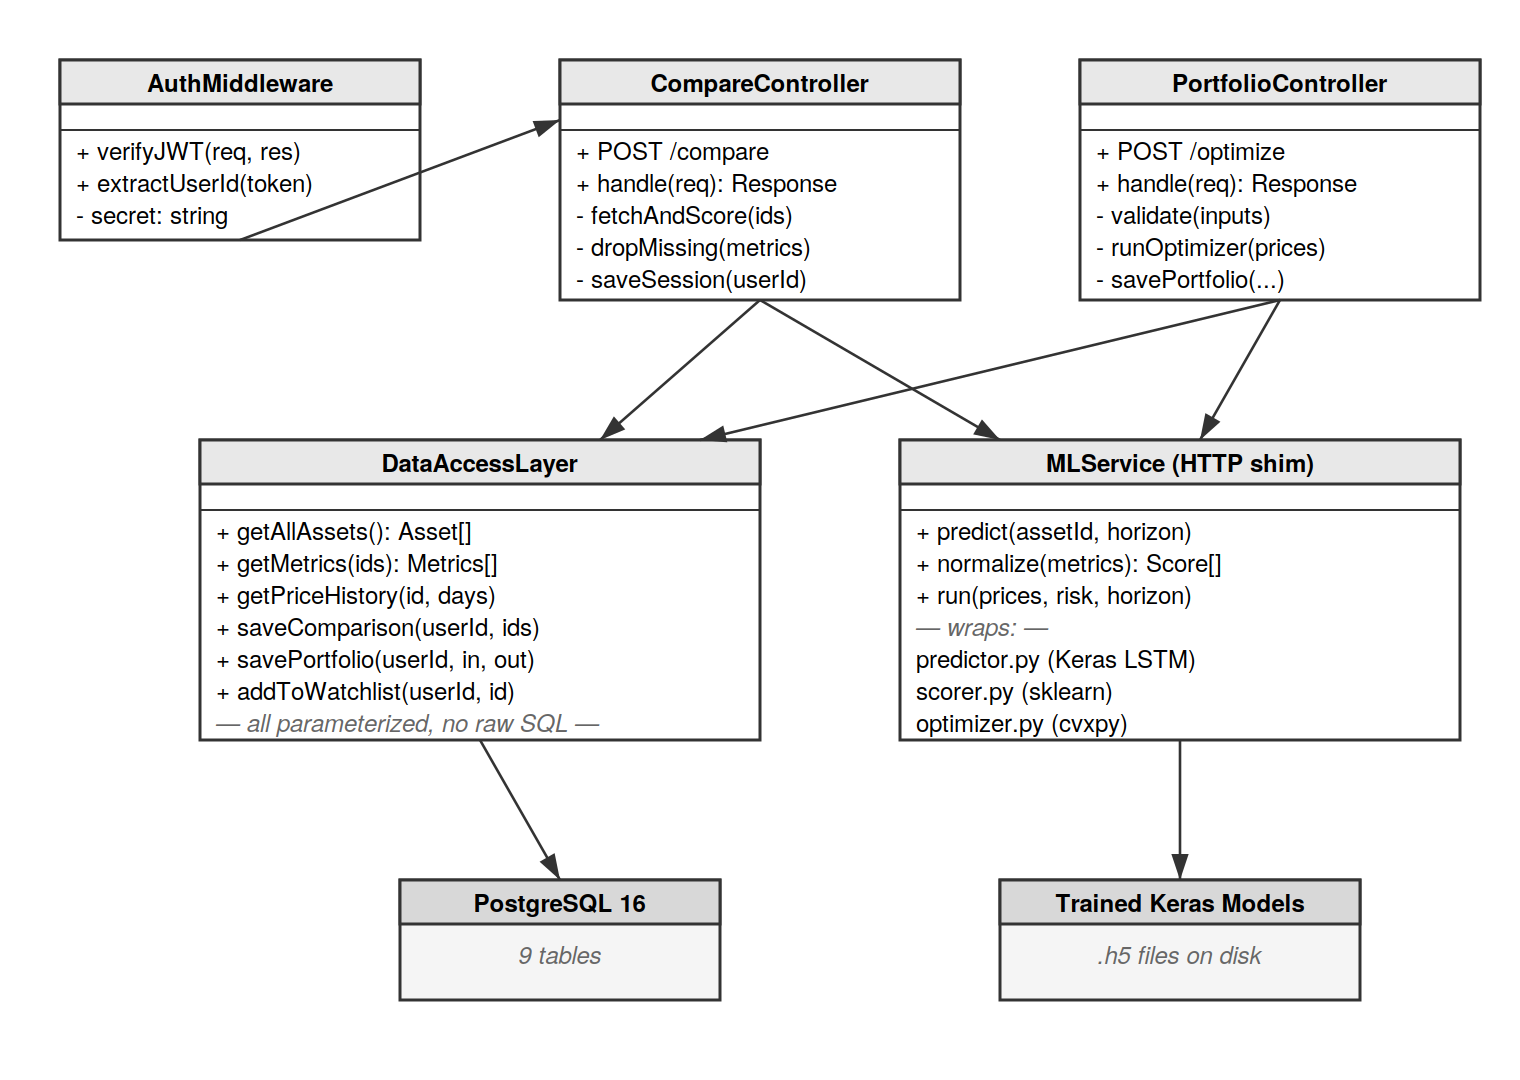 AuthMiddleware
+ verifyJWT(req, res)
+ extractUserId(token)
- secret: string
CompareController
+ POST /compare
+ handle(req): Response
- fetchAndScore(ids)
- dropMissing(metrics)
- saveSession(userId)
PortfolioController
+ POST /optimize
+ handle(req): Response
- validate(inputs)
- runOptimizer(prices)
- savePortfolio(...)
DataAccessLayer
+ getAllAssets(): Asset[]
+ getMetrics(ids): Metrics[]
+ getPriceHistory(id, days)
+ saveComparison(userId, ids)
+ savePortfolio(userId, in, out)
+ addToWatchlist(userId, id)
— all parameterized, no raw SQL —
MLService (HTTP shim)
+ predict(assetId, horizon)
+ normalize(metrics): Score[]
+ run(prices, risk, horizon)
— wraps: —
predictor.py (Keras LSTM)
scorer.py (sklearn)
optimizer.py (cvxpy)
PostgreSQL 16
9 tables
Trained Keras Models
.h5 files on disk